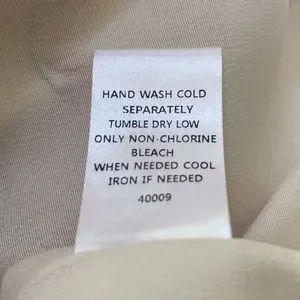 HAND WASH COLD
SEPARATELY
TUMBLE DRY LOW
ONLY NON-CHLORINE
BLEACH
WHEN NEEDED COOL
IRON IF NEEDED
40009